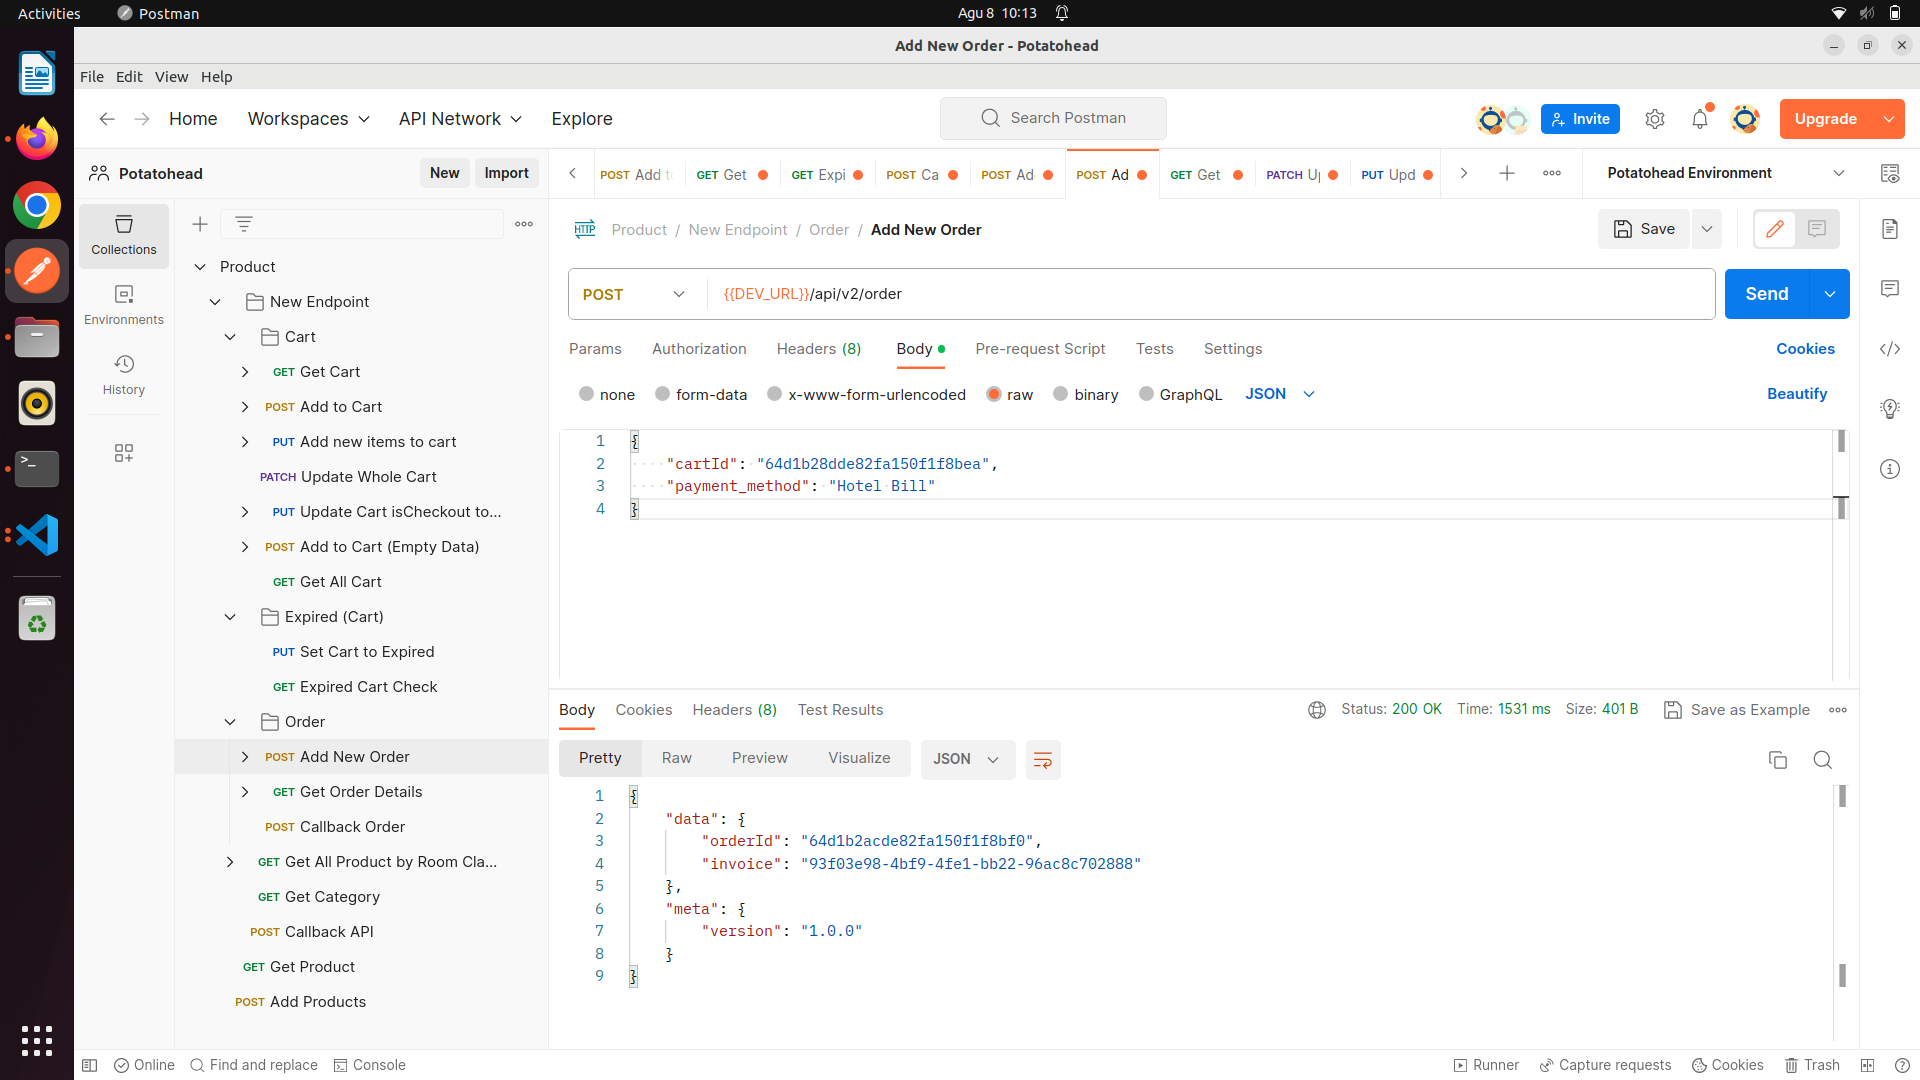 Activities
Postman
Agu 8 10:13
Add New Order - Potatohead
File Edit View Help
Home
Workspaces
API Network
Explore
Search Postman
Invite
Upgrade
Potatohead
New
Import
POST Add to
GET Get
GET Expi
POST Ca
POST Ad
POST Ad
GET Get
PATCH
PUT Upd
Potatohead Environment
Collections
Environments
History
Product
New Endpoint
Cart
GET Get Cart
POST Add to Cart
PUT Add new items to cart
PATCH Update Whole Cart
PUT Update Cart isCheckout to...
POST Add to Cart (Empty Data)
GET Get All Cart
Expired (Cart)
PUT Set Cart to Expired
GET Expired Cart Check
Order
POST Add New Order
GET Get Order Details
POST Callback Order
GET Get All Product by Room Cla...
GET Get Category
POST Callback API
GET Get Product
POST Add Products
HTTP Product / New Endpoint / Order / Add New Order
Save
POST
{{DEV_URL}}/api/v2/order
Send
Params Authorization Headers (8) Body Pre-request Script Tests Settings
Cookies
none form-data x-www-form-urlencoded raw binary GraphQL JSON
Beautify
1 {
2 "cartId": "64d1b28dde82fa150f1f8bea",
3 "payment_method": "Hotel Bill"
4 }
Body Cookies Headers (8) Test Results
Status: 200 OK Time: 1531 ms Size: 401 B
Save as Example
Pretty Raw Preview Visualize JSON
1 {
2 "data": {
3 "orderId": "64d1b2acde82fa150f1f8bf0",
4 "invoice": "93f03e98-4bf9-4fe1-bb22-96ac8c702888"
5 },
6 "meta": {
7 "version": "1.0.0"
8 }
9 }
Online
Find and replace
Console
Runner
Capture requests
Cookies
Trash